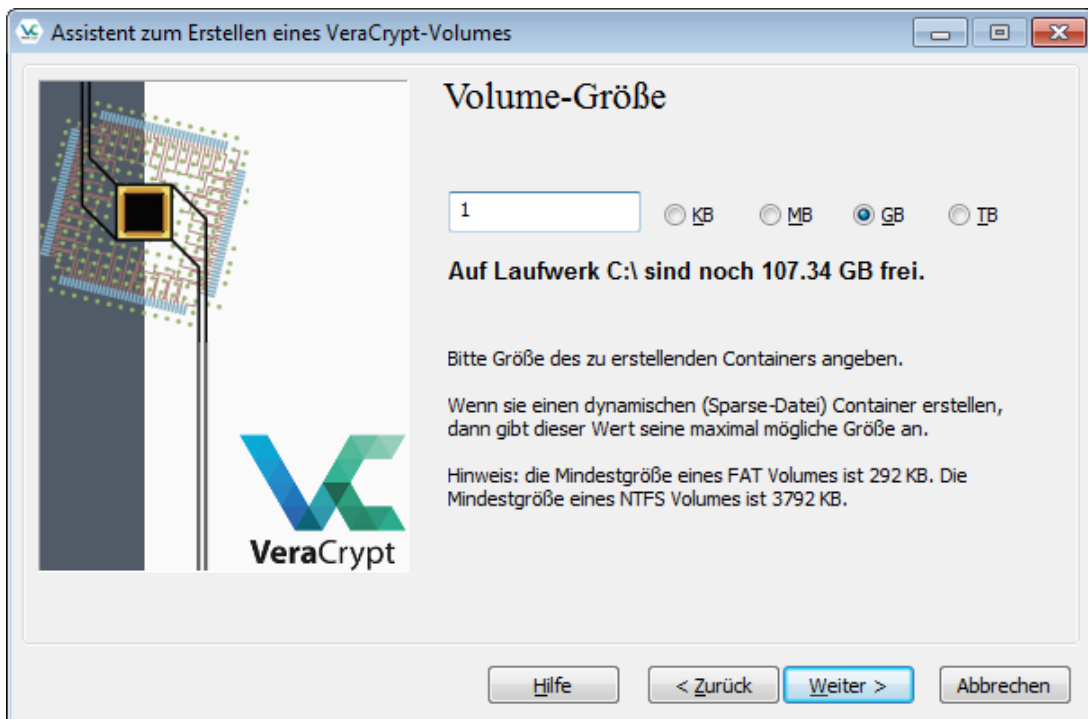 Assistent zum Erstellen eines VeraCrypt-Volumes
Volume-Größe
1 KB MB GB TB
Auf Laufwerk C:\ sind noch 107.34 GB frei.
Bitte Größe des zu erstellenden Containers angeben.
Wenn sie einen dynamischen (Sparse-Datei) Container erstellen,
dann gibt dieser Wert seine maximal mögliche Größe an.
Hinweis: die Mindestgröße eines FAT Volumes ist 292 KB. Die
Mindestgröße eines NTFS Volumes ist 3792 KB.
VeraCrypt
Hilfe < Zurück Weiter > Abbrechen